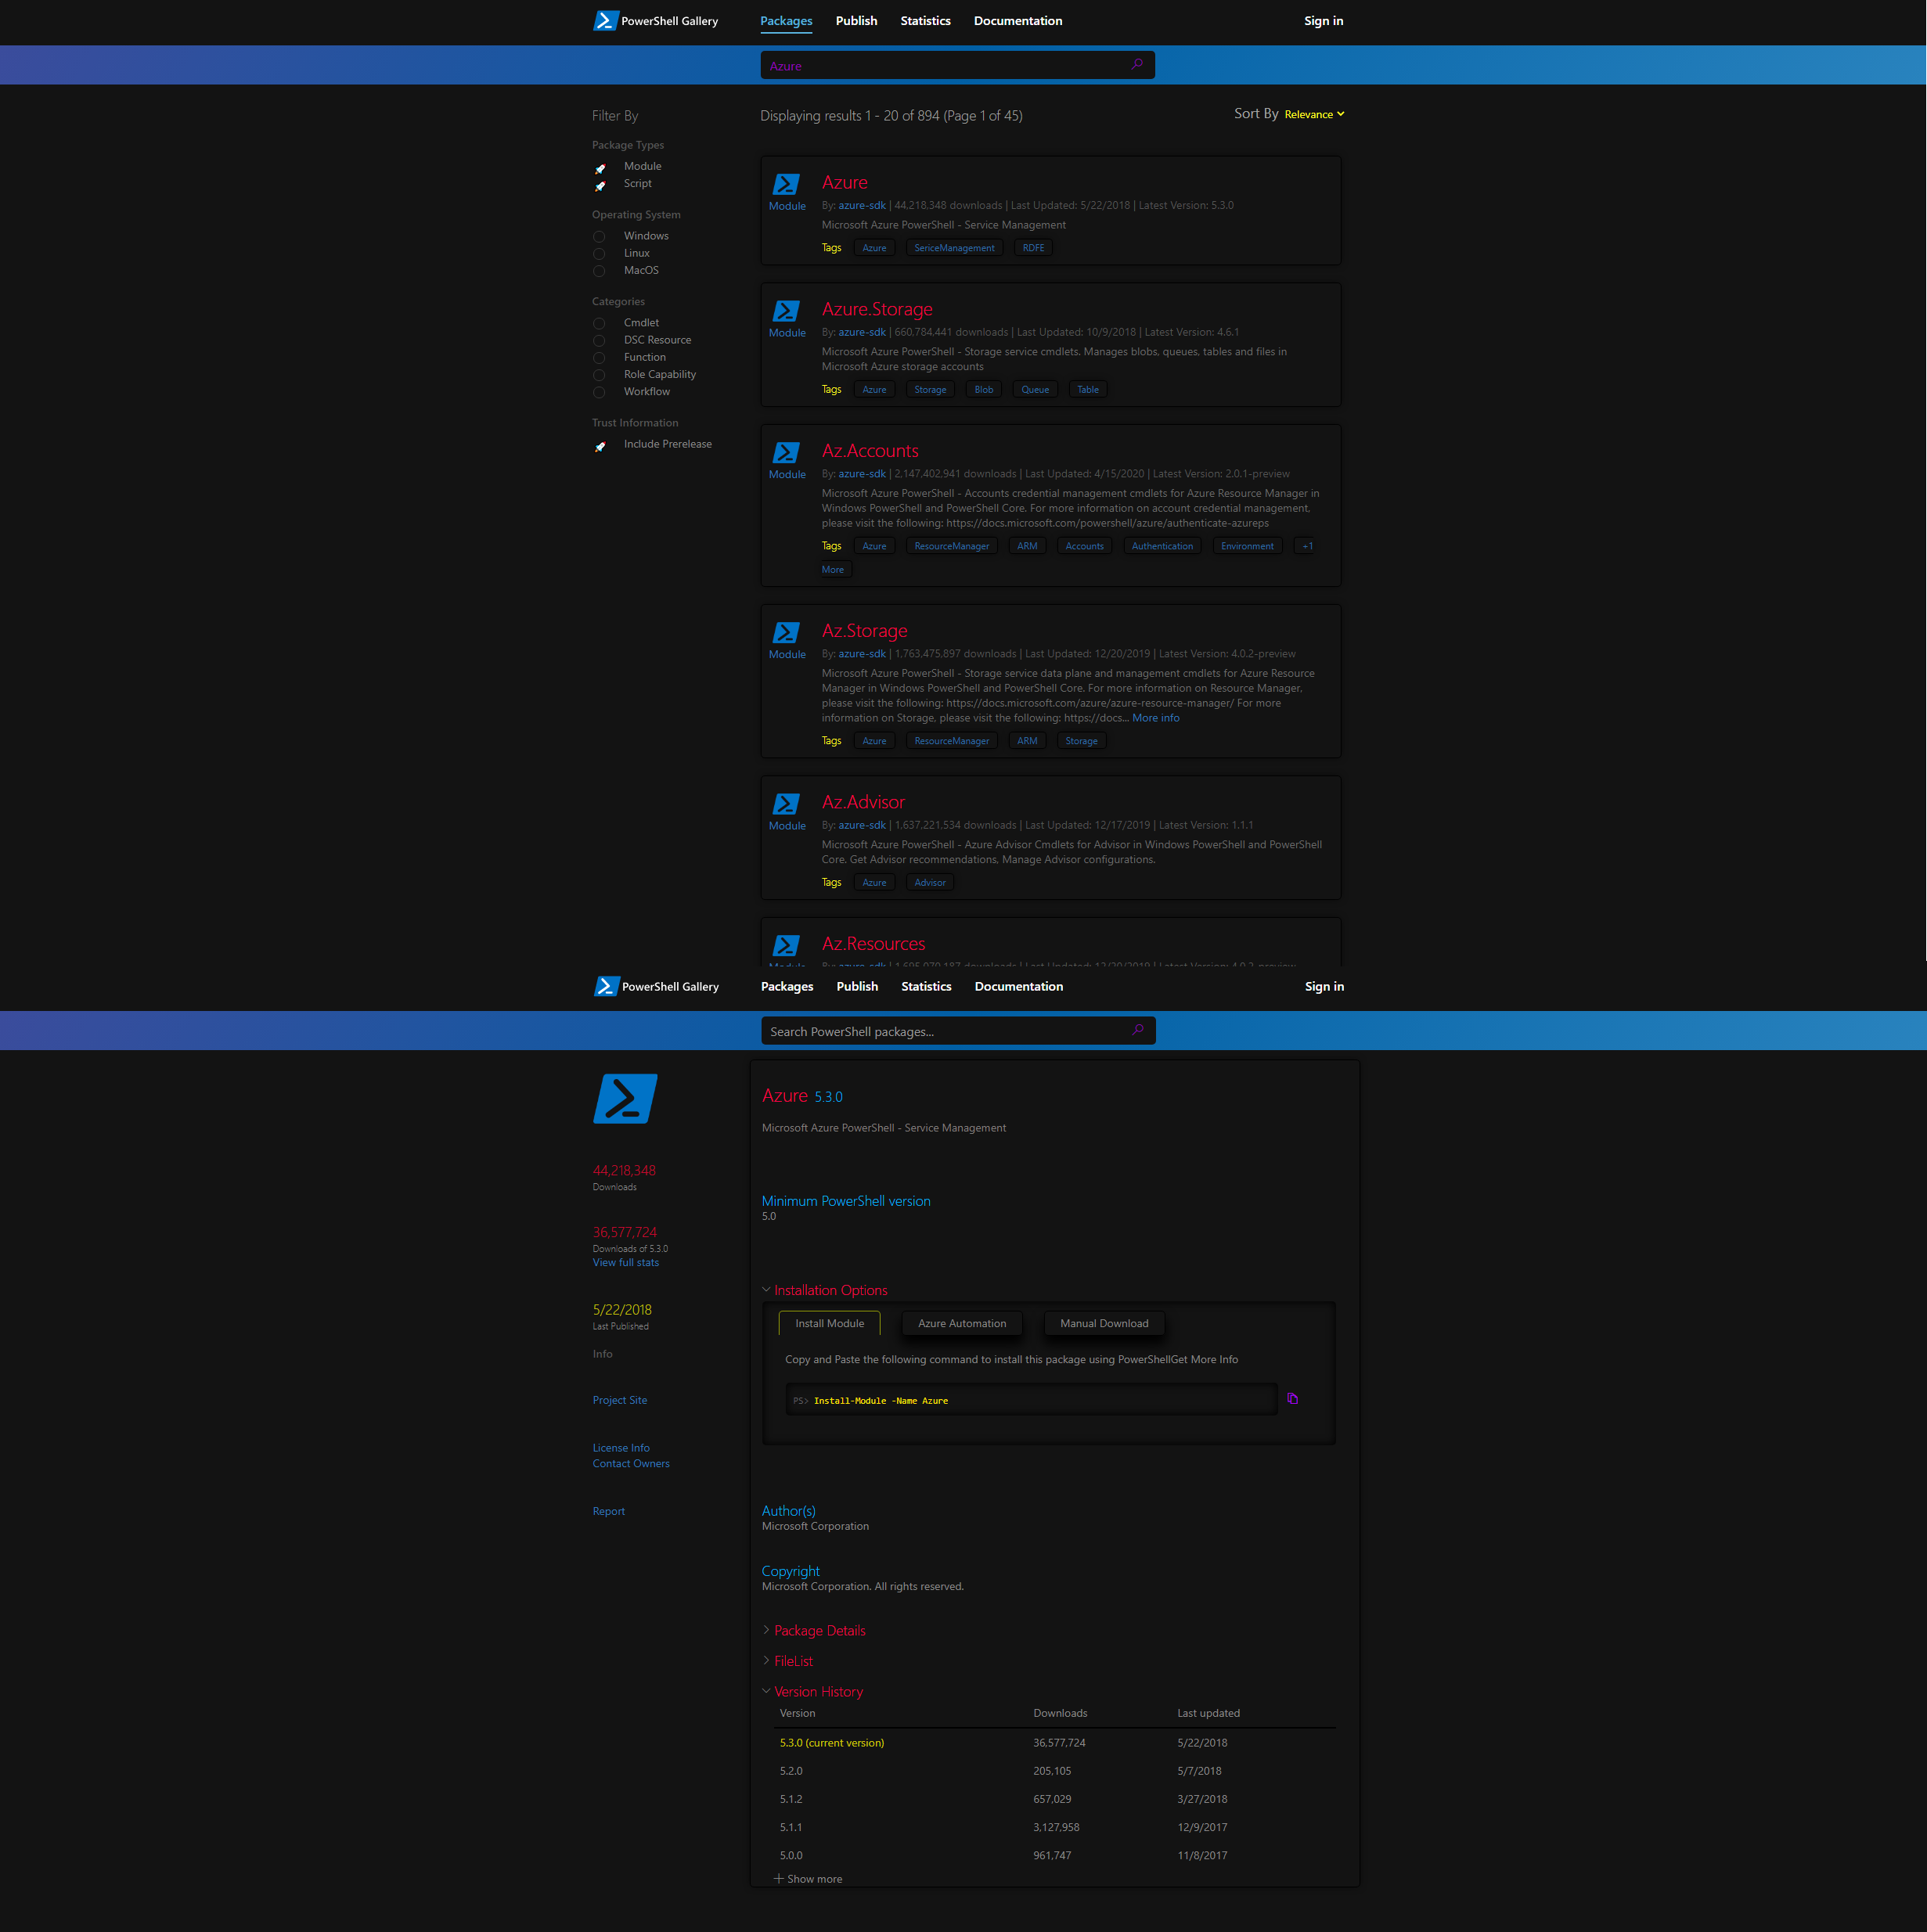 PowerShell Gallery Packages Publish Statistics Documentation Sign in
Azure
Filter By
Package Types
Module
Script
Operating System
Windows
Linux
MacOS
Categories
Cmdlet
DSC Resource
Function
Role Capability
Workflow
Trust Information
Include Prerelease
Displaying results 1 - 20 of 894 (Page 1 of 45)
Sort By Relevance
Azure
Module
By: azure-sdk | 44,218,348 downloads | Last Updated: 5/22/2018 | Latest Version: 5.3.0
Microsoft Azure PowerShell - Service Management
Tags Azure SericeManagement RDFE
Azure.Storage
Module
By: azure-sdk | 660,784,441 downloads | Last Updated: 10/9/2018 | Latest Version: 4.6.1
Microsoft Azure PowerShell - Storage service cmdlets. Manages blobs, queues, tables and files in
Microsoft Azure storage accounts
Tags Azure Storage Blob Queue Table
Az.Accounts
Module
By: azure-sdk | 2,147,402,941 downloads | Last Updated: 4/15/2020 | Latest Version: 2.0.1-preview
Microsoft Azure PowerShell - Accounts credential management cmdlets for Azure Resource Manager in
Windows PowerShell and PowerShell Core. For more information on account credential management,
please visit the following: https://docs.microsoft.com/powershell/azure/authenticate-azureps
Tags Azure ResourceManager ARM Accounts Authentication Environment +1
More
Az.Storage
Module
By: azure-sdk | 1,763,475,897 downloads | Last Updated: 12/20/2019 | Latest Version: 4.0.2-preview
Microsoft Azure PowerShell - Storage service data plane and management cmdlets for Azure Resource
Manager in Windows PowerShell and PowerShell Core. For more information on Resource Manager,
please visit the following: https://docs.microsoft.com/azure/azure-resource-manager/ For more
information on Storage, please visit the following: https://docs... More info
Tags Azure ResourceManager ARM Storage
Az.Advisor
Module
By: azure-sdk | 1,637,221,534 downloads | Last Updated: 12/17/2019 | Latest Version: 1.1.1
Microsoft Azure PowerShell - Azure Advisor Cmdlets for Advisor in Windows PowerShell and PowerShell
Core. Get Advisor recommendations, Manage Advisor configurations.
Tags Azure Advisor
Az.Resources
PowerShell Gallery Packages Publish Statistics Documentation Sign in
Search PowerShell packages...
44,218,348
Downloads
36,577,724
Downloads of 5.3.0
View full stats
5/22/2018
Last Published
Info
Project Site
License Info
Contact Owners
Report
Azure 5.3.0
Microsoft Azure PowerShell - Service Management
Minimum PowerShell version
5.0
Installation Options
Install Module Azure Automation Manual Download
Copy and Paste the following command to install this package using PowerShellGet More Info
PS> Install-Module -Name Azure
Author(s)
Microsoft Corporation
Copyright
Microsoft Corporation. All rights reserved.
Package Details
FileList
Version History
Version Downloads Last updated
5.3.0 (current version) 36,577,724 5/22/2018
5.2.0 205,105 5/7/2018
5.1.2 657,029 3/27/2018
5.1.1 3,127,958 12/9/2017
5.0.0 961,747 11/8/2017
Show more